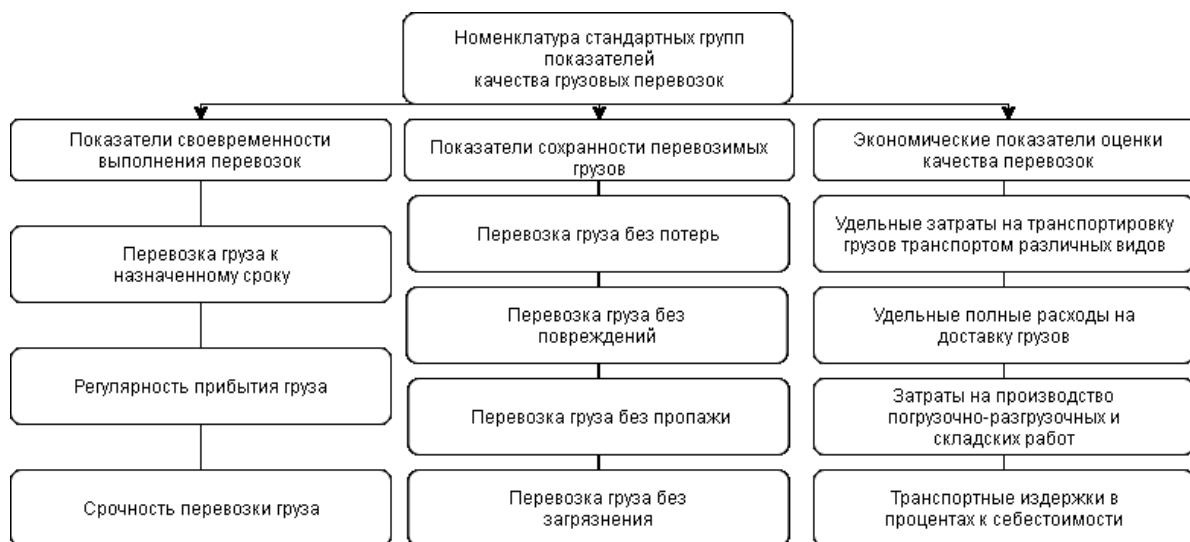 Номенклатура стандартных групп
показателей
качества грузовых перевозок
Показатели своевременности
выполнения перевозок
Перевозка груза к
назначенному сроку
Регулярность прибытия груза
Срочность перевозки груза
Показатели сохранности перевозимых
грузов
Перевозка груза без потерь
Перевозка груза без
повреждений
Перевозка груза без пропажи
Перевозка груза без
загрязнения
Экономические показатели оценки
качества перевозок
Удельные затраты на транспортировку
грузов транспортом различных видов
Удельные полные расходы на
доставку грузов
Затраты на производство
погрузочно-разгрузочных и
складских работ
Транспортные издержки в
процентах к себестоимости